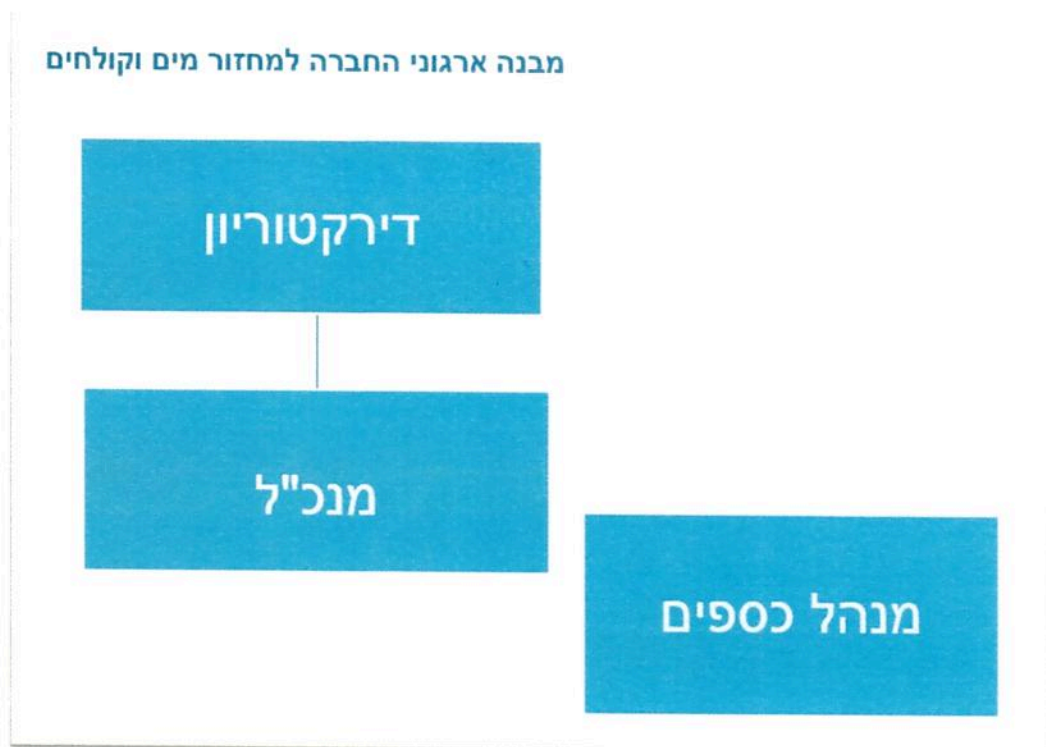 מבנה ארגוני החברה למחזור מים וקולחים
דירקטוריון
מנכ"ל
מנהל כספים